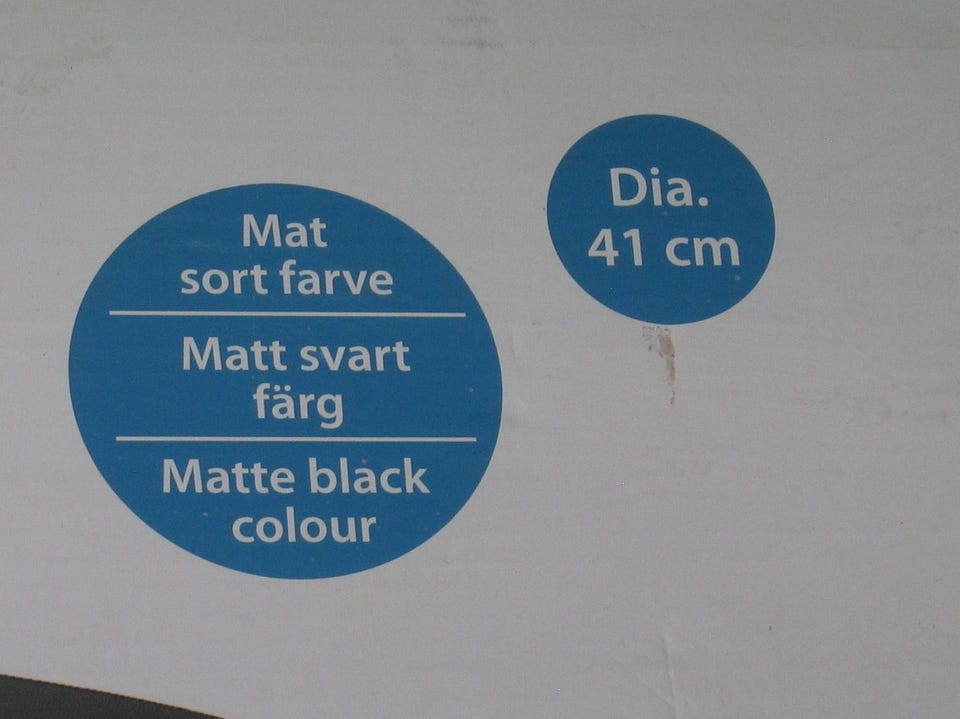 Mat
sort farve
Matt svart
färg
Matte black
colour
Dia.
41 cm